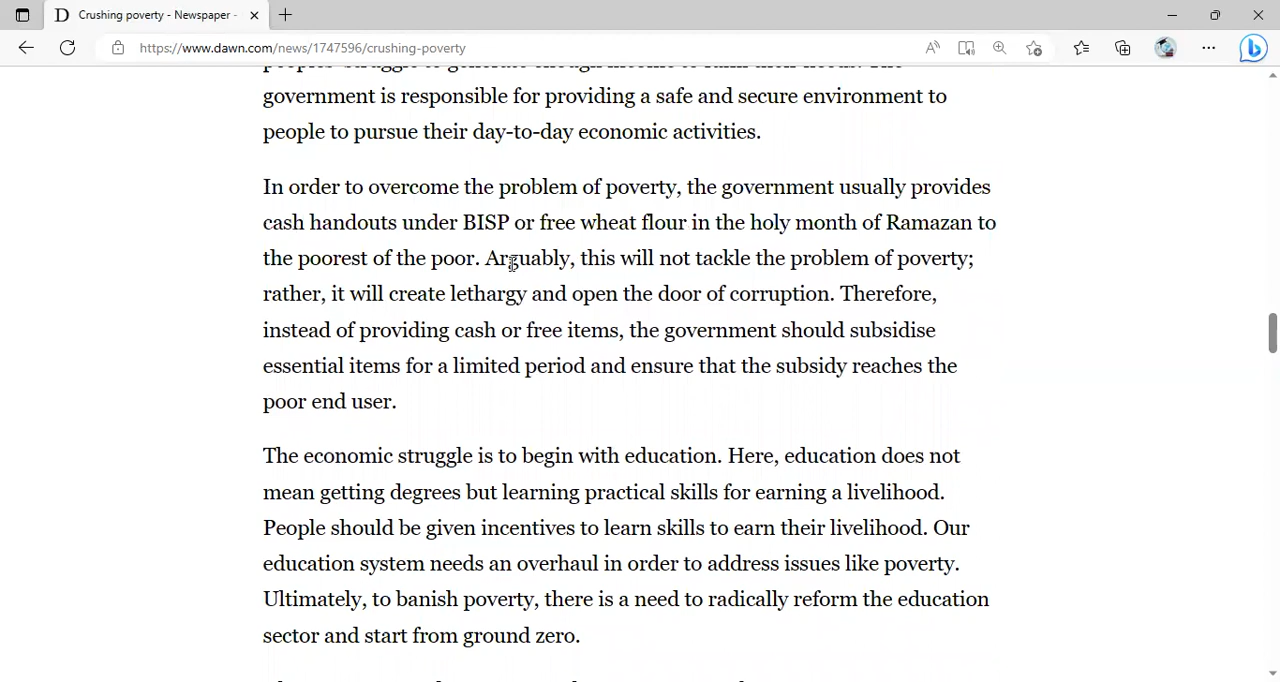 Crushing poverty - Newspaper -
https://www.dawn.com/news/1747596/crushing-poverty
government is responsible for providing a safe and secure environment to
people to pursue their day-to-day economic activities.
In order to overcome the problem of poverty, the government usually provides
cash handouts under BISP or free wheat flour in the holy month of Ramazan to
the poorest of the poor. Arguably, this will not tackle the problem of poverty;
rather, it will create lethargy and open the door of corruption. Therefore,
instead of providing cash or free items, the government should subsidise
essential items for a limited period and ensure that the subsidy reaches the
poor end user.
The economic struggle is to begin with education. Here, education does not
mean getting degrees but learning practical skills for earning a livelihood.
People should be given incentives to learn skills to earn their livelihood. Our
education system needs an overhaul in order to address issues like poverty.
Ultimately, to banish poverty, there is a need to radically reform the education
sector and start from ground zero.